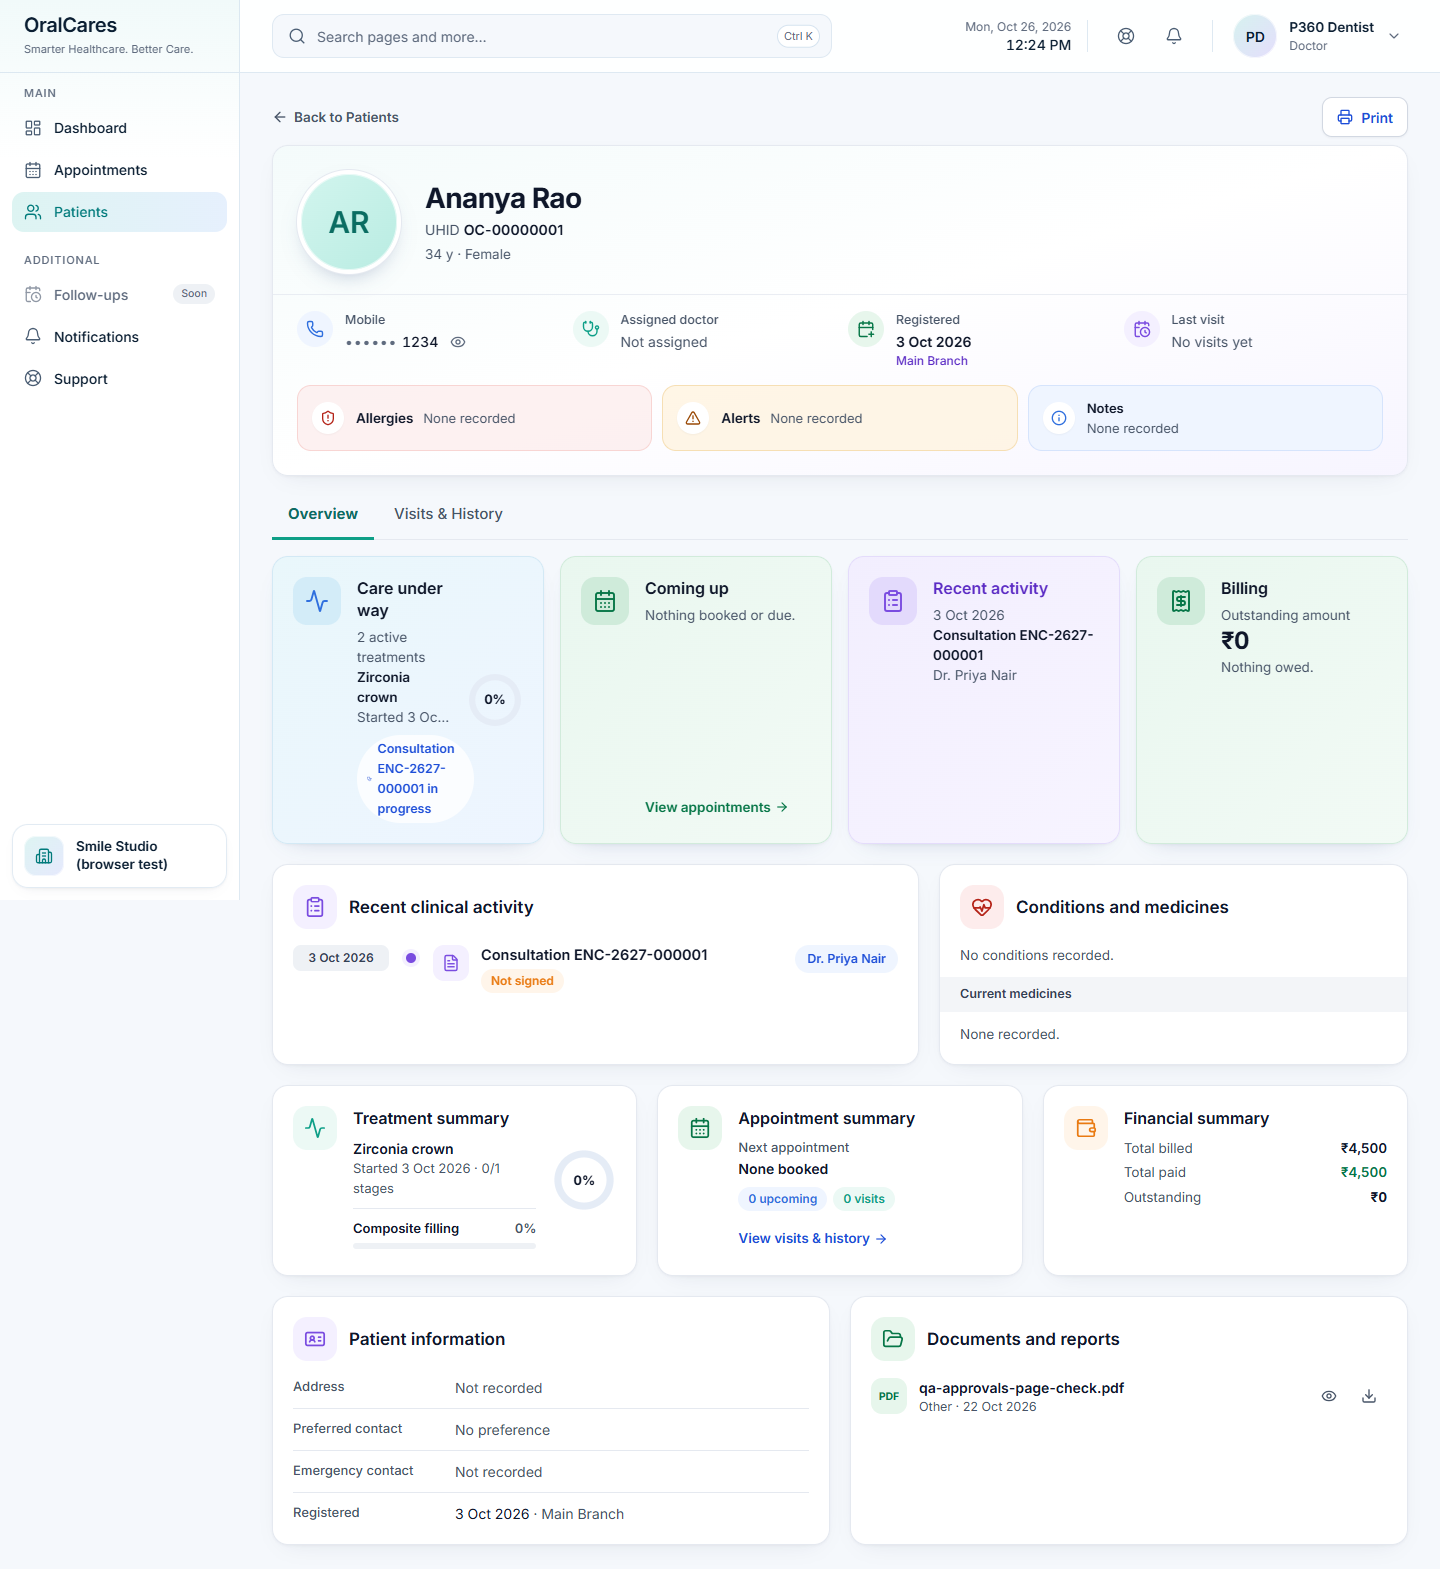 OralCares
Smarter Healthcare. Better Care.
Search pages and more...
Ctrl K
Mon, Oct 26, 2026
12:24 PM
PD
P360 Dentist
Doctor
MAIN
Dashboard
Appointments
Patients
ADDITIONAL
Follow-ups
Soon
Notifications
Support
Smile Studio
(browser test)
Back to Patients
Print
AR
Ananya Rao
UHID OC-00000001
34 y · Female
Mobile
•••••• 1234
Assigned doctor
Not assigned
Registered
3 Oct 2026
Main Branch
Last visit
No visits yet
Allergies None recorded
Alerts None recorded
Notes
None recorded
Overview
Visits & History
Care under
way
2 active
treatments
Zirconia
crown
Started 3 Oc...
0%
Consultation
ENC-2627-
000001 in
progress
Coming up
Nothing booked or due.
View appointments
Recent activity
3 Oct 2026
Consultation ENC-2627-
000001
Dr. Priya Nair
Billing
Outstanding amount
₹0
Nothing owed.
Recent clinical activity
3 Oct 2026
Consultation ENC-2627-000001
Not signed
Dr. Priya Nair
Conditions and medicines
No conditions recorded.
Current medicines
None recorded.
Treatment summary
Zirconia crown
Started 3 Oct 2026 · 0/1
stages
0%
Composite filling 0%
Appointment summary
Next appointment
None booked
0 upcoming
0 visits
View visits & history
Financial summary
Total billed ₹4,500
Total paid ₹4,500
Outstanding ₹0
Patient information
Address Not recorded
Preferred contact No preference
Emergency contact Not recorded
Registered 3 Oct 2026 · Main Branch
Documents and reports
PDF
qa-approvals-page-check.pdf
Other · 22 Oct 2026